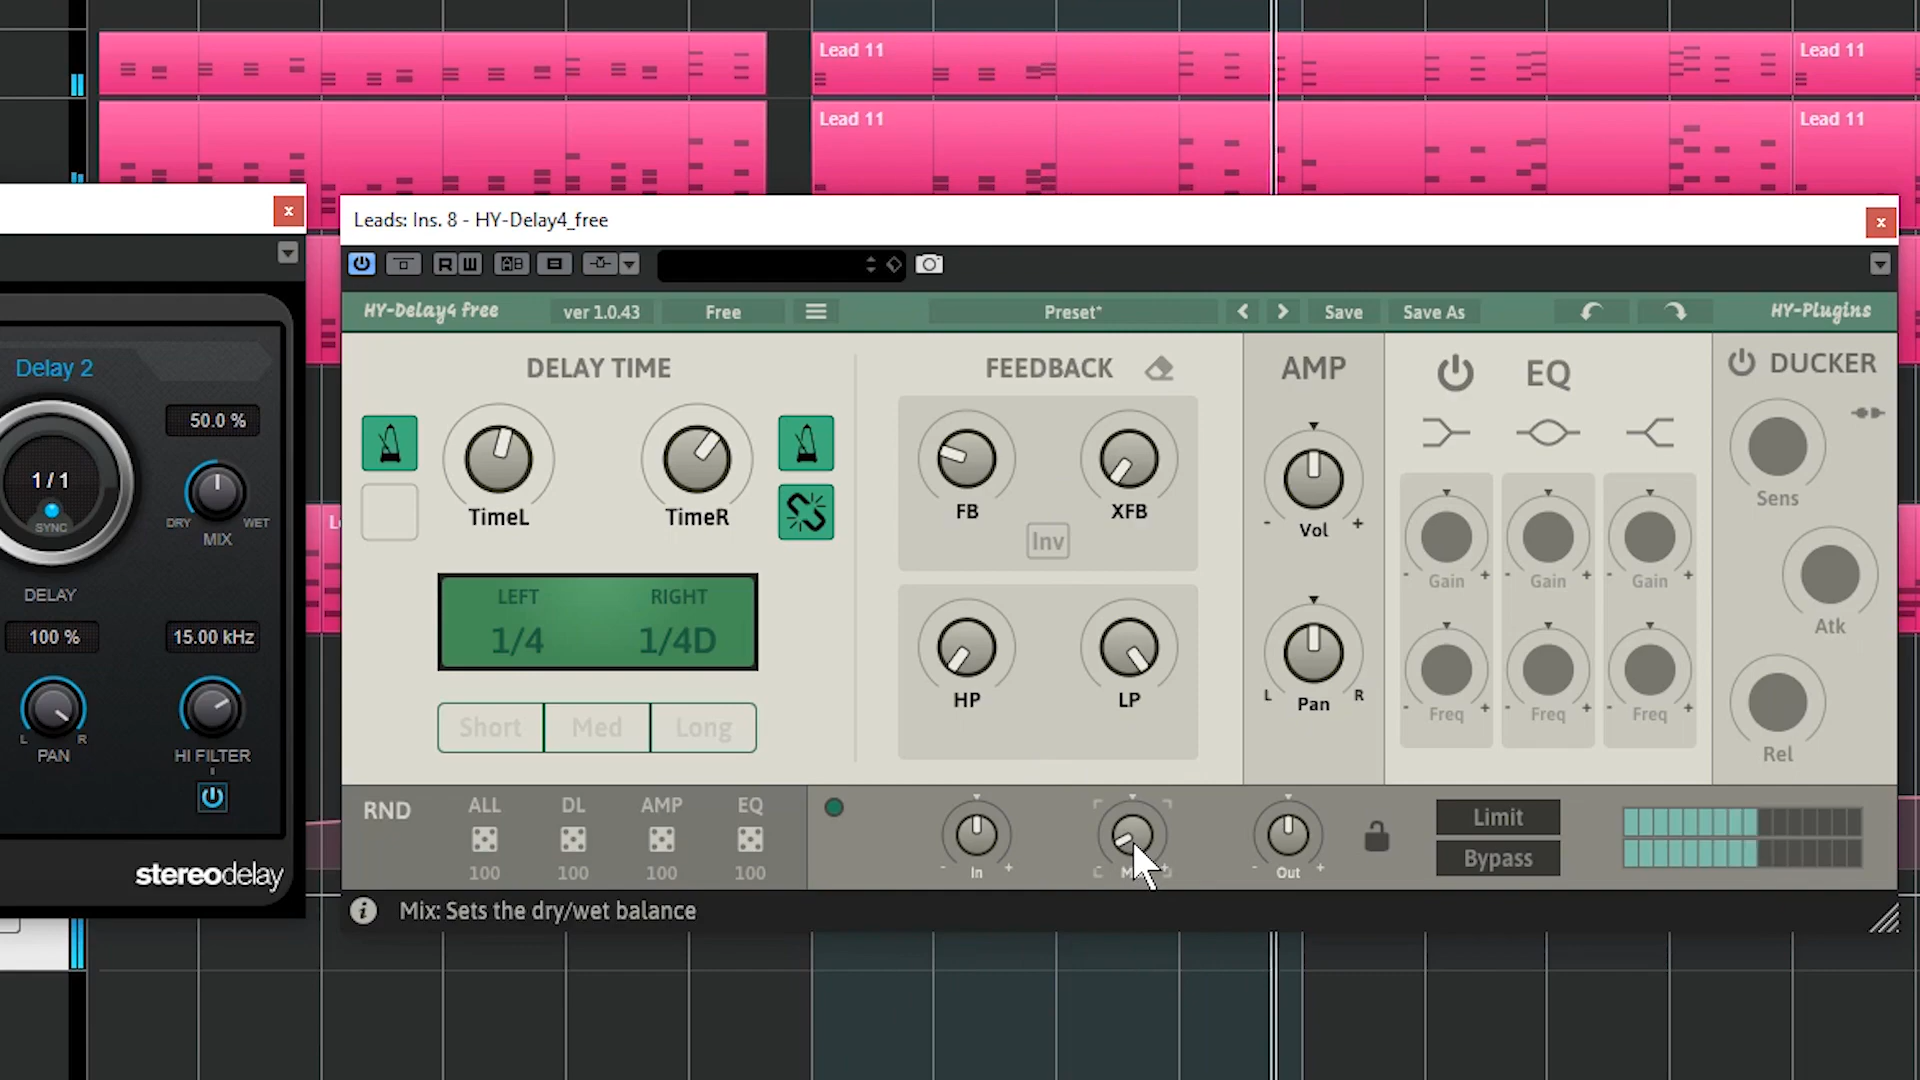 Lead 11
Lead 11
Lead 11
Lead 11
Leads: Ins. 8 - HY-Delay4_free
R W
AB
HY-Delay4 free
ver 1.0.43
Free
Preset*
Save
Save As
HY-Plugins
Delay 2
50.0 %
1 / 1
SYNC
DRY
WET
MIX
DELAY
100 %
15.00 kHz
L
R
PAN
HI FILTER
stereodelay
DELAY TIME
TimeL
TimeR
LEFT
RIGHT
1/4
1/4D
Short
Med
Long
FEEDBACK
FB
XFB
Inv
HP
LP
AMP
- Vol +
L
R
Pan
EQ
- Gain +
- Gain +
- Gain +
- Freq +
- Freq +
- Freq +
DUCKER
Sens
Atk
Rel
RND
ALL
DL
AMP
EQ
100
100
100
100
- In +
- Out +
Limit
Bypass
Mix: Sets the dry/wet balance